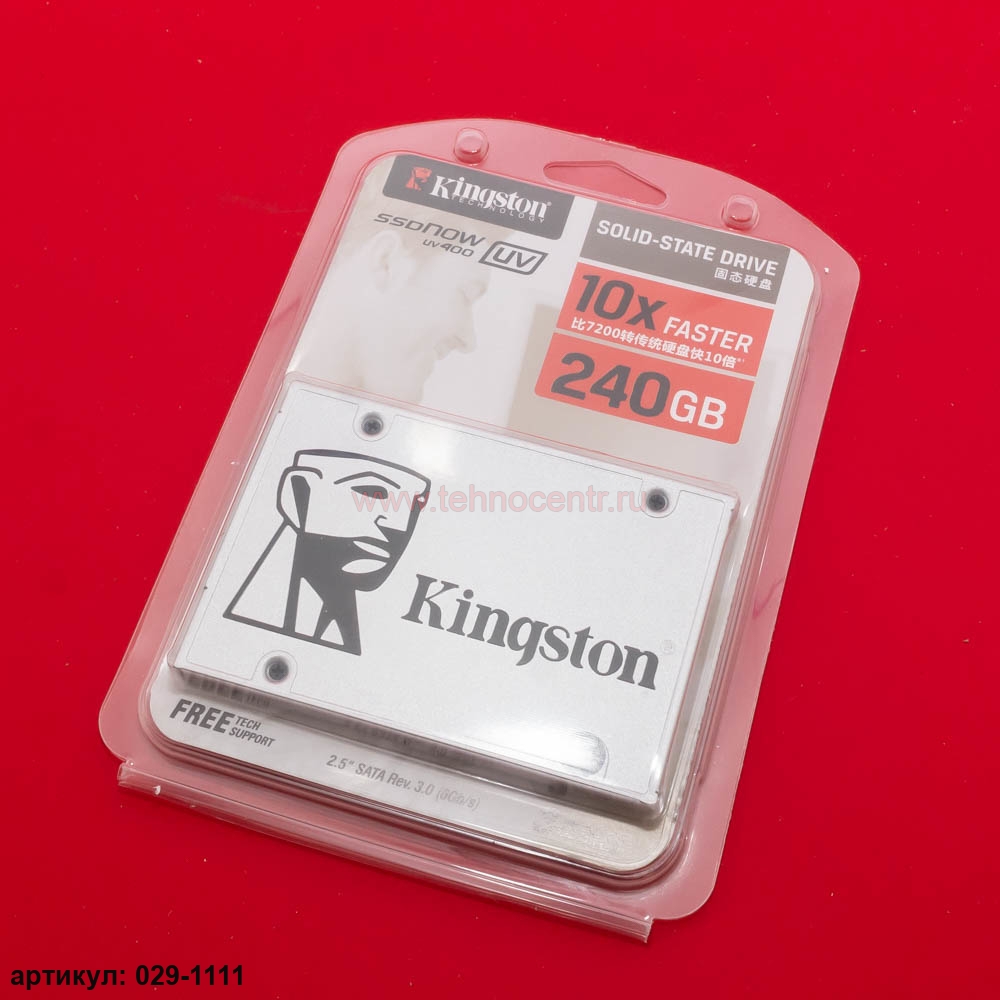 Kingston
TECHNOLOGY
SSDNOW
UV400
UV
SOLID-STATE DRIVE
固态硬盘
10x FASTER
比7200转传统硬盘快10倍*¹
240GB
www.tehnocentr.ru
Kingston®
FREE TECH
SUPPORT
2.5" SATA Rev. 3.0 (6Gb/s)
артикул: 029-1111